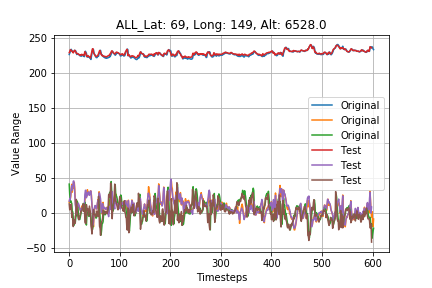 ALL_Lat: 69, Long: 149, Alt: 6528.0
250
200
150
100
50
0
−50
Value Range
Original
Original
Original
Test
Test
Test
0 100 200 300 400 500 600
Timesteps